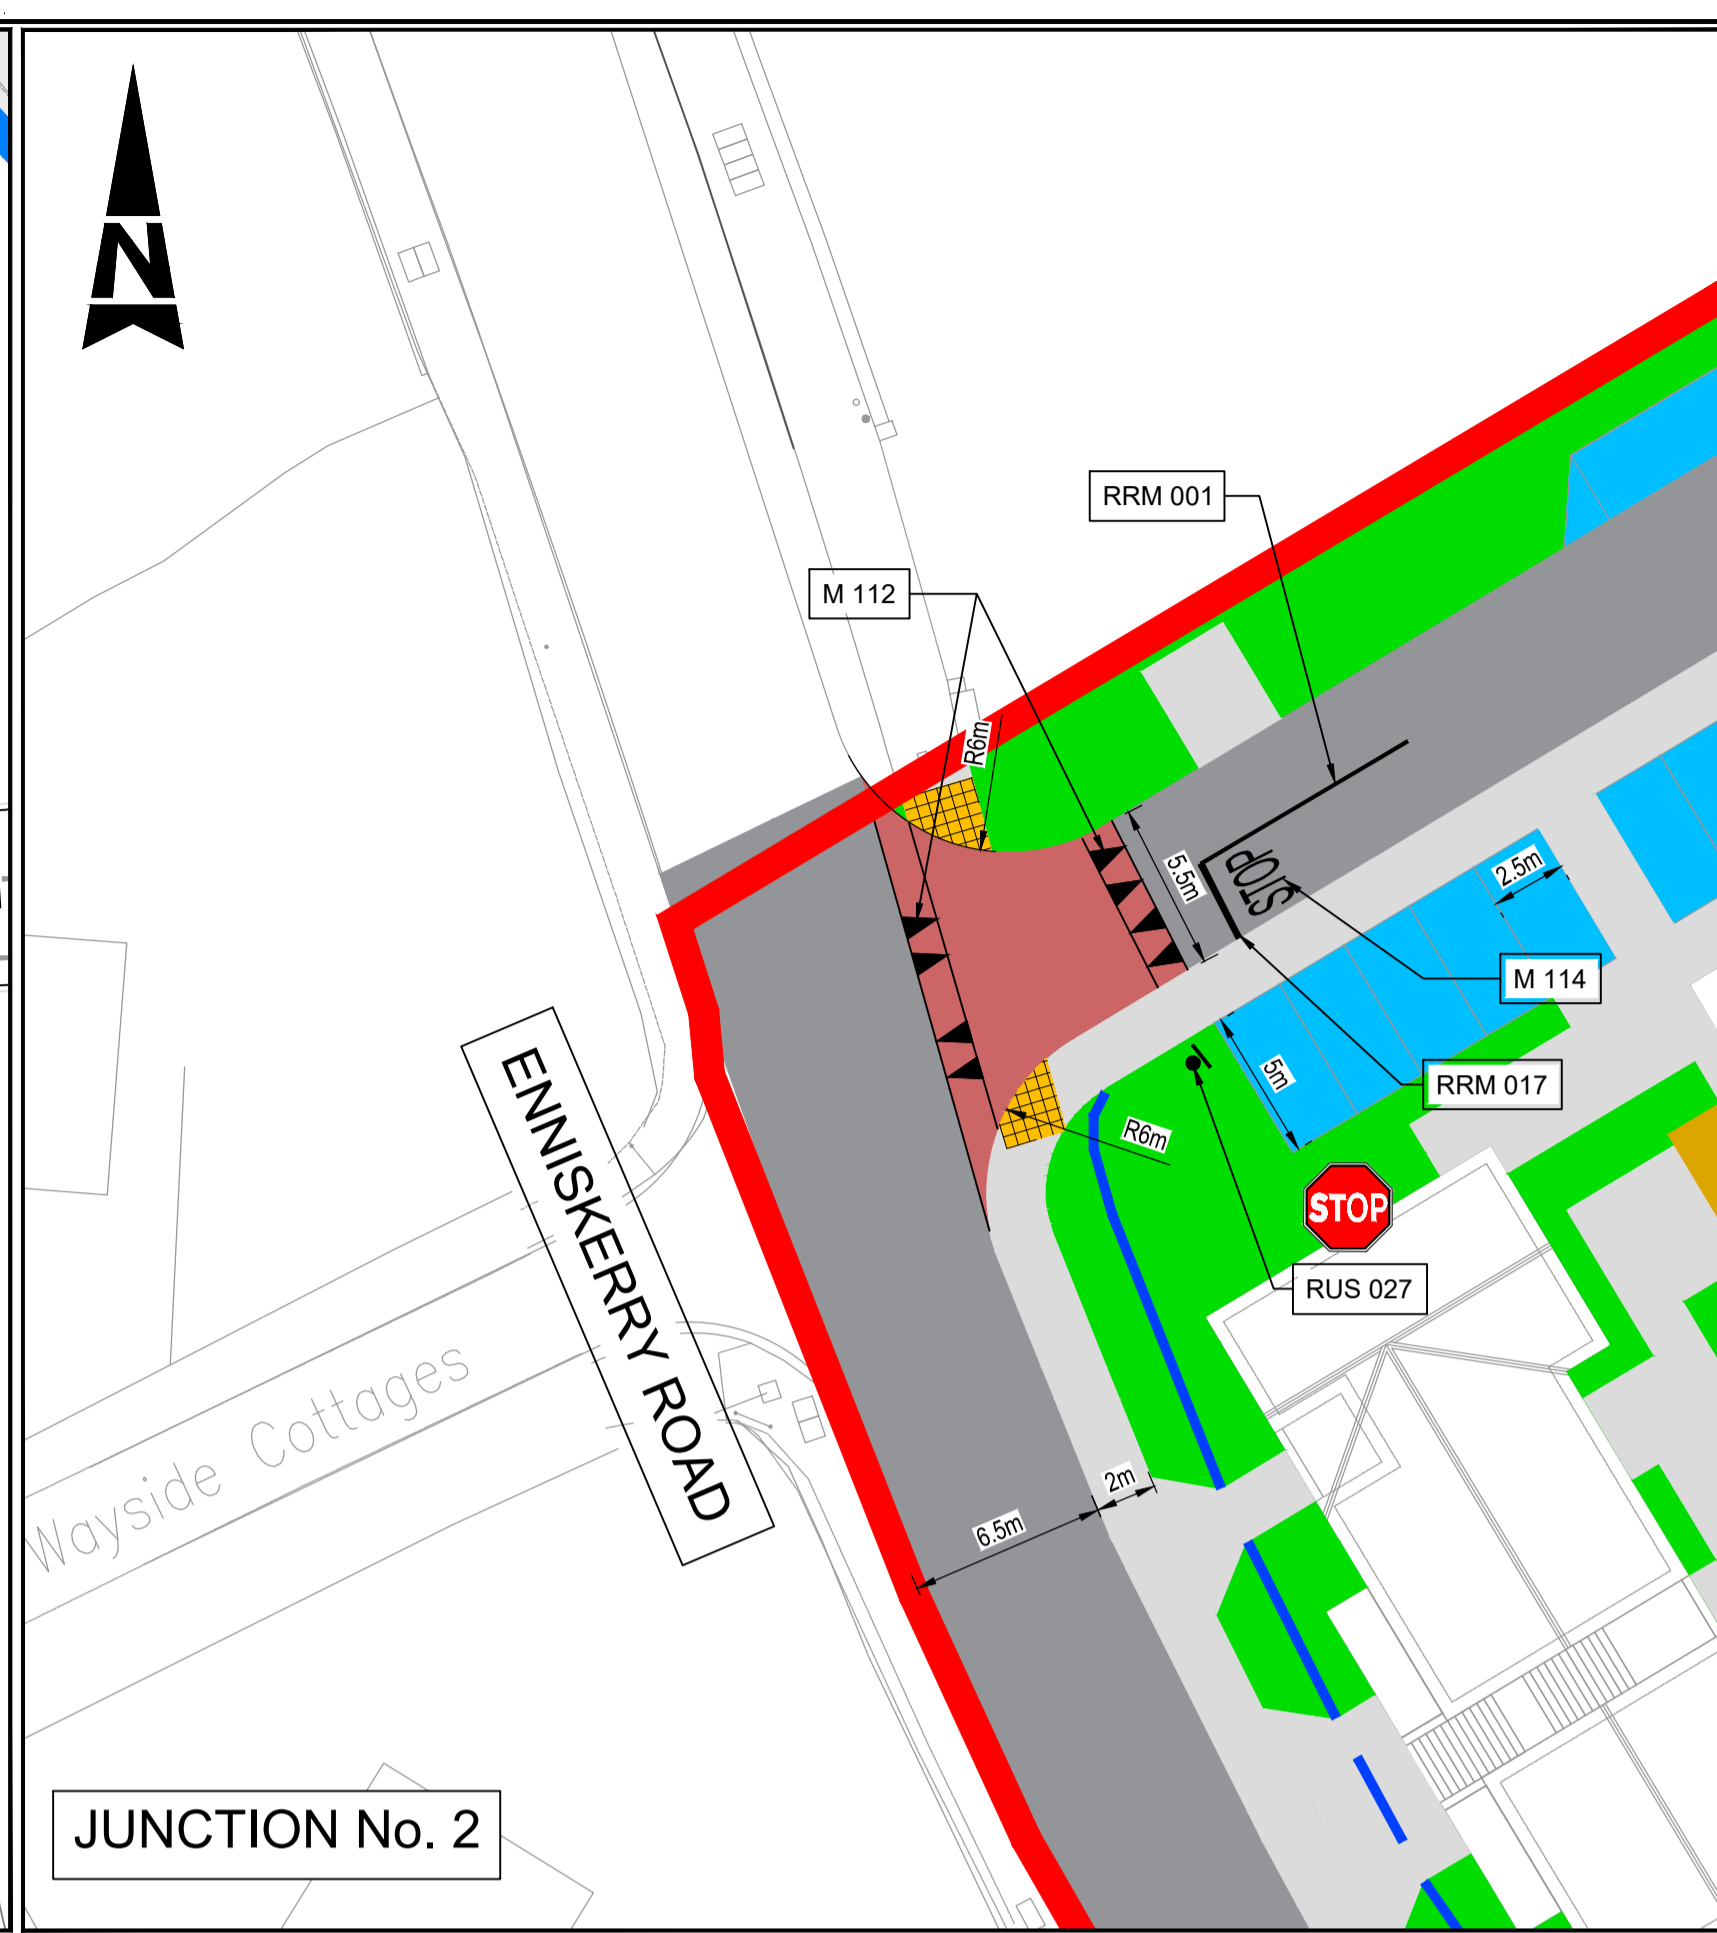 N
RRM 001
M 112
R6m
5.5m
STOP
2.5m
M 114
5m
RRM 017
R6m
STOP
RUS 027
ENNISKERRY ROAD
Wayside Cottages
2m
6.5m
JUNCTION No. 2